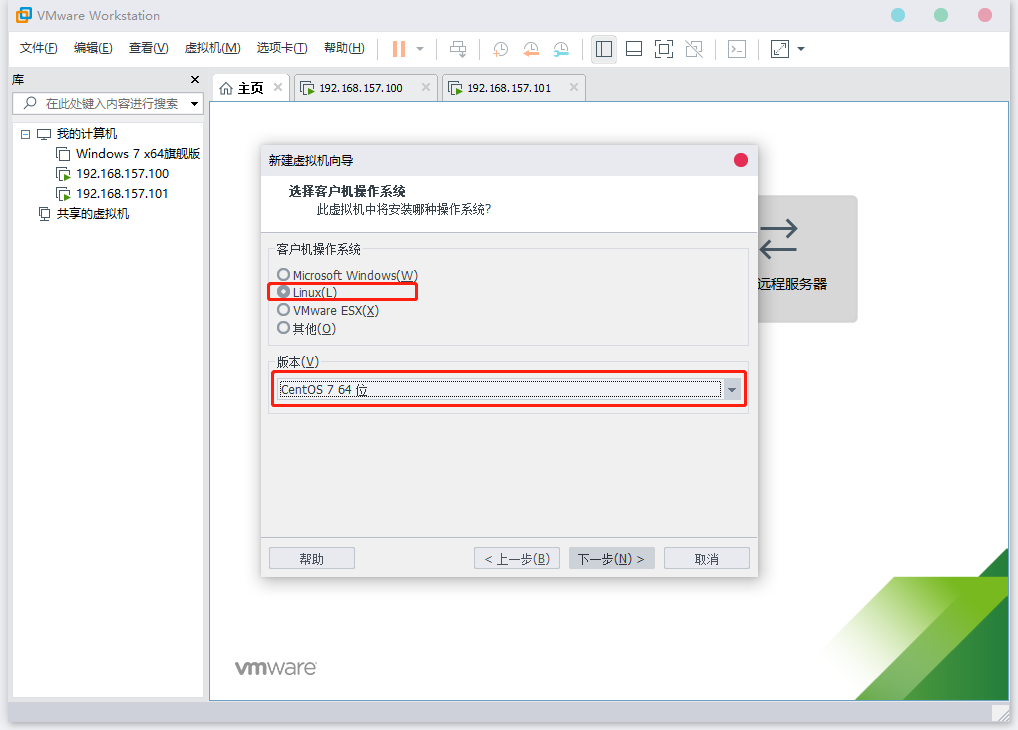 VMware Workstation
文件(F) 编辑(E) 查看(V) 虚拟机(M) 选项卡(T) 帮助(H)
库
在此处键入内容进行搜索
我的计算机
Windows 7 x64旗舰版
192.168.157.100
192.168.157.101
共享的虚拟机
主页 192.168.157.100 192.168.157.101
新建虚拟机向导
选择客户机操作系统
此虚拟机中将安装哪种操作系统?
客户机操作系统
Microsoft Windows(W)
Linux(L)
VMware ESX(X)
其他(O)
版本(V)
CentOS 7 64 位
帮助 < 上一步(B) 下一步(N) > 取消
远程服务器
vmware